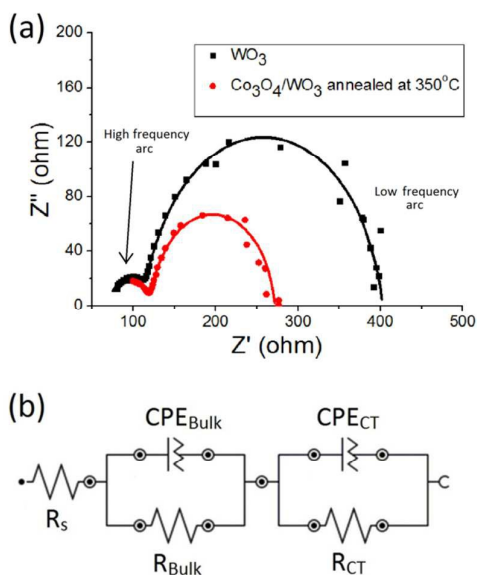 (a)
200
160
120
80
40
0
Z" (ohm)
WO3
Co3O4/WO3 annealed at 350°C
High frequency
arc
Low frequency
arc
100 200 300 400 500
Z' (ohm)
(b)
CPEBulk CPECT
Rs
RBulk RCT